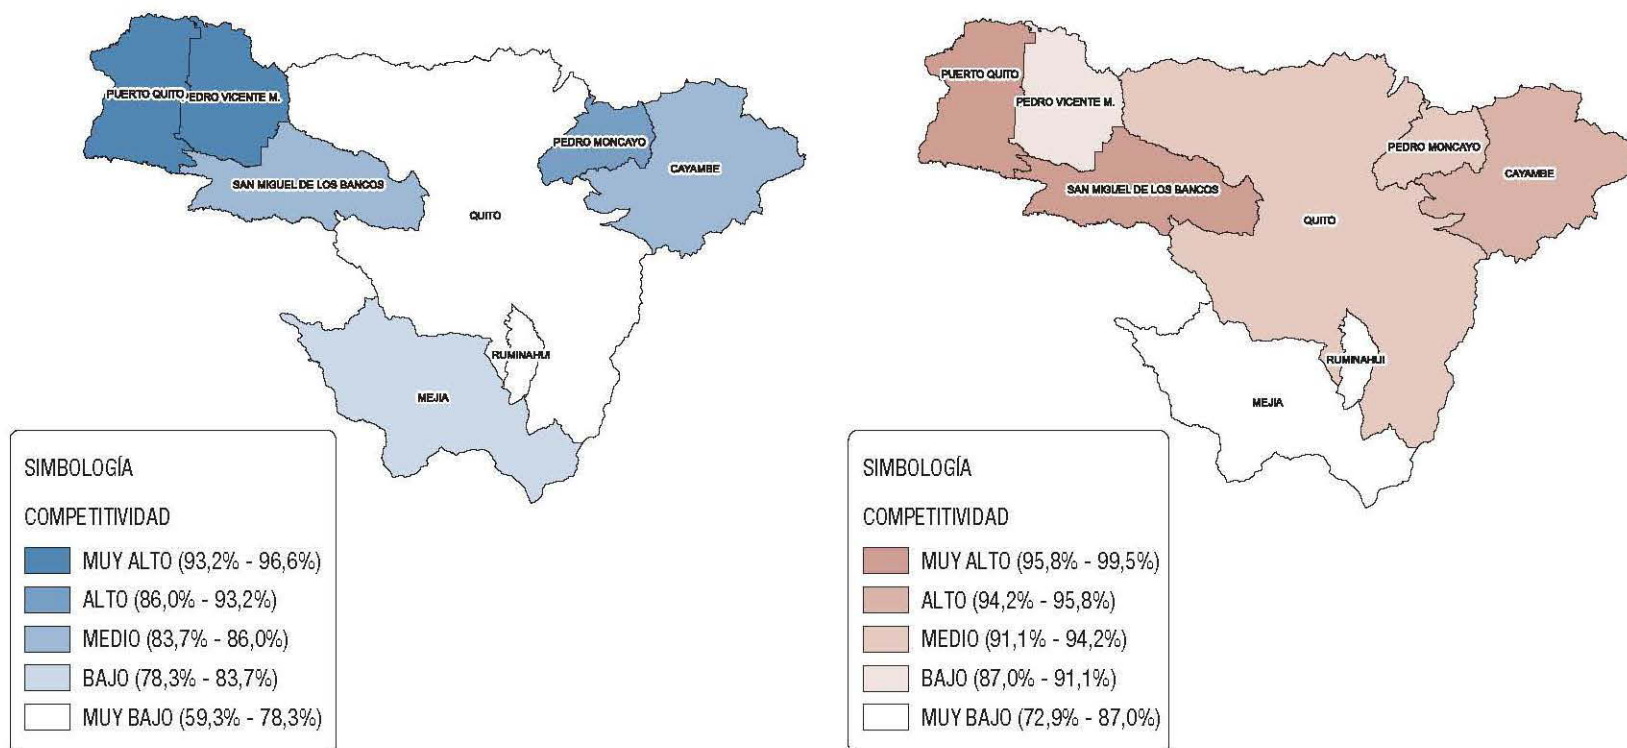 PUERTO QUITO
PEDRO VICENTE M.
PEDRO MONCAYO
CAYAMBE
SAN MIGUEL DE LOS BANCOS
QUITO
RUMINAHUI
MEJIA
SIMBOLOGÍA
COMPETITIVIDAD
MUY ALTO (93,2% - 96,6%)
ALTO (86,0% - 93,2%)
MEDIO (83,7% - 86,0%)
BAJO (78,3% - 83,7%)
MUY BAJO (59,3% - 78,3%)
PUERTO QUITO
PEDRO VICENTE M.
PEDRO MONCAYO
CAYAMBE
SAN MIGUEL DE LOS BANCOS
QUITO
RUMINAHUI
MEJIA
SIMBOLOGÍA
COMPETITIVIDAD
MUY ALTO (95,8% - 99,5%)
ALTO (94,2% - 95,8%)
MEDIO (91,1% - 94,2%)
BAJO (87,0% - 91,1%)
MUY BAJO (72,9% - 87,0%)